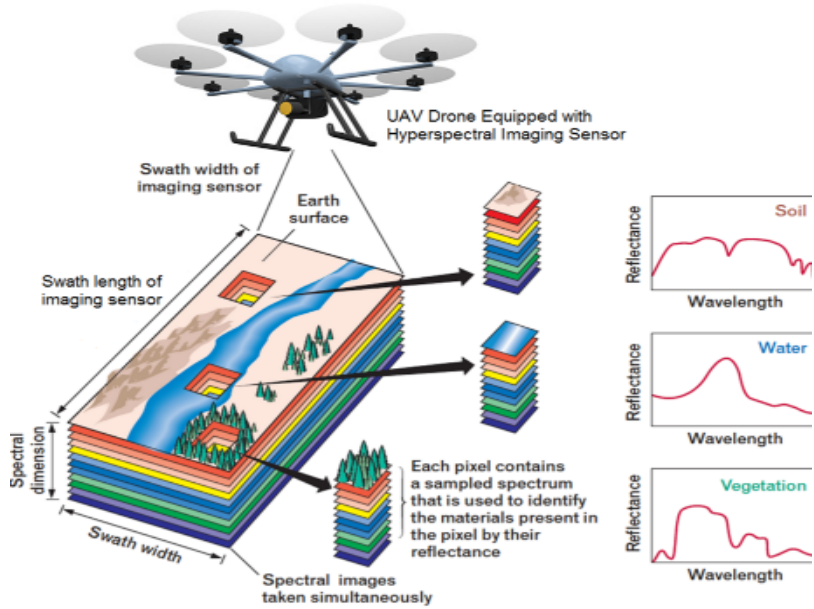 UAV Drone Equipped with
Hyperspectral Imaging Sensor
Swath width of
imaging sensor
Earth
surface
Swath length of
imaging sensor
Spectral
dimension
Swath width
Spectral images
taken simultaneously
Each pixel contains
a sampled spectrum
that is used to identify
the materials present in
the pixel by their
reflectance
Reflectance
Soil
Wavelength
Reflectance
Water
Wavelength
Reflectance
Vegetation
Wavelength